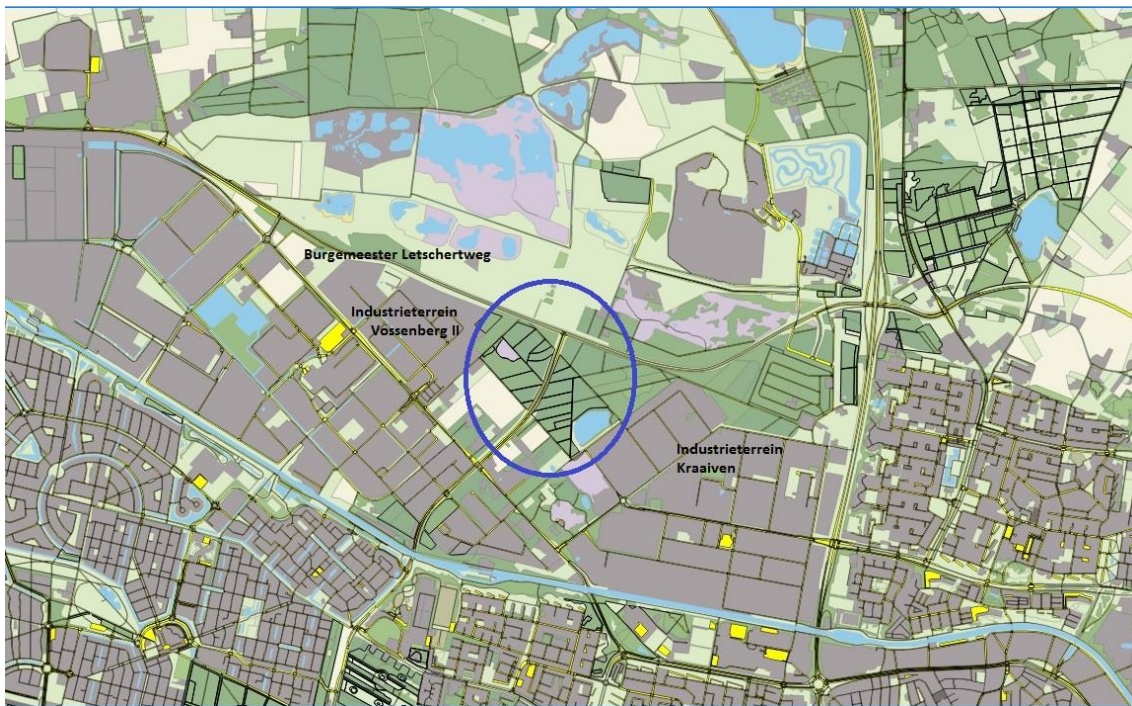 Burgemeester Letschertweg
Industrieterrein
Vossenberg II
Industrieterrein
Kraaiven